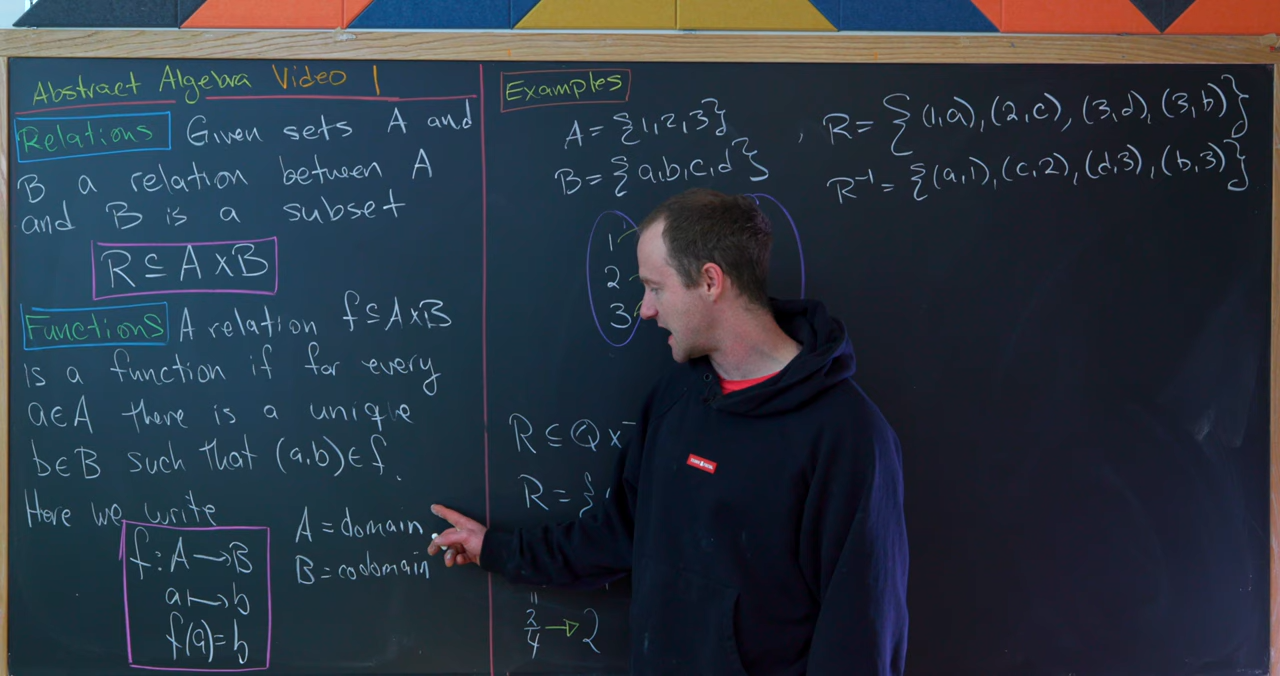 Abstract Algebra Video 1
Relations Given sets A and
B a relation between A
and B is a subset
R ⊆ A × B
Functions A relation f ⊆ A×B
is a function if for every
a∈A there is a unique
b∈B such that (a,b)∈f.
Here we write
f: A → B
a ↦ b
f(a)=b
A = domain
B = codomain
Examples
A = {1,2,3}
B = {a,b,c,d}
, R = {(1,a),(2,c),(3,d),(3,b)}
R⁻¹ = {(a,1),(c,2),(d,3),(b,3)}
1
2
3
R ⊆ Q ×
R = {
2/4 → 2